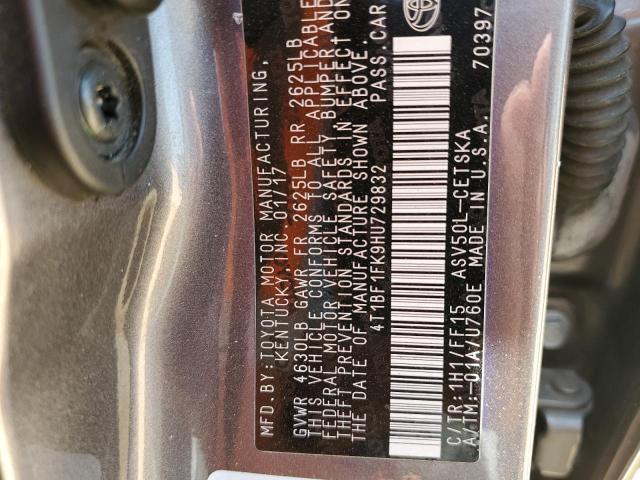 MFD.BY:TOYOTA MOTOR MANUFACTURING,
KENTUCKY,INC. 01/17
GVWR 4630LB GAWR FR 2625LB RR 2625LB
THIS VEHICLE CONFORMS TO ALL APPLICABLE
FEDERAL MOTOR VEHICLE SAFETY, BUMPER AND
THEFT PREVENTION STANDARDS IN EFFECT ON
THE DATE OF MANUFACTURE SHOWN ABOVE.
4T1BF1FK9HU729832 PASS.CAR
C/TR:1H1/FF15 ASV50L-CETSKA
A/TM:-01A/U760E MADE IN U.S.A.
70397